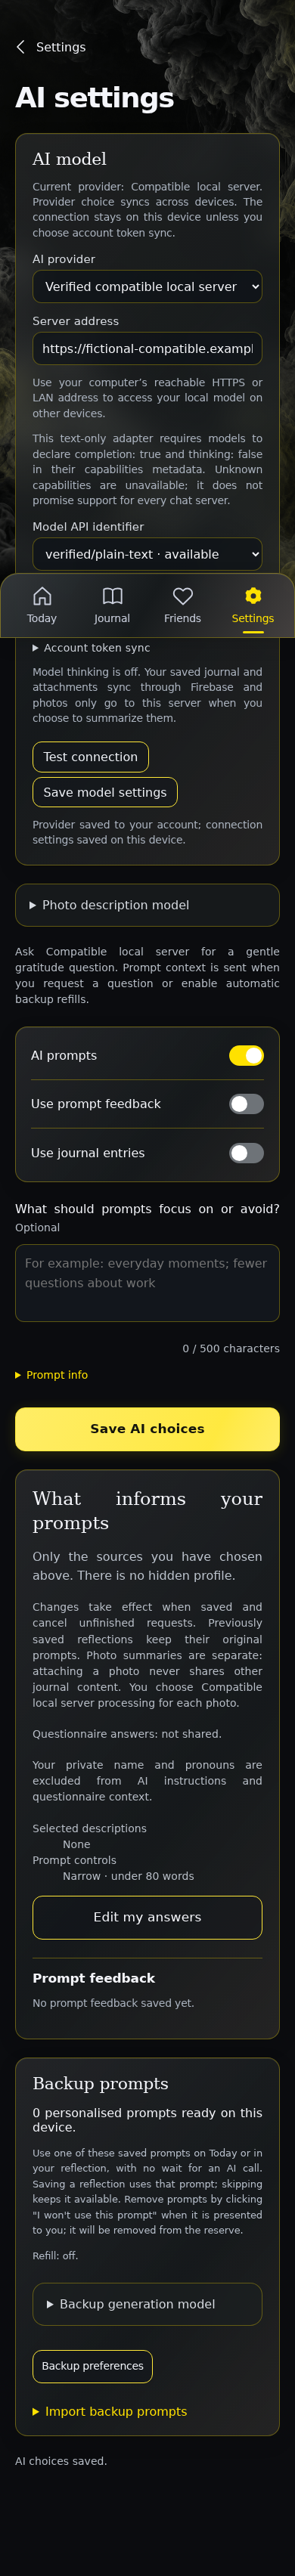 Settings
AI settings
AI model
Current provider: Compatible local server.
Provider choice syncs across devices. The
connection stays on this device unless you
choose account token sync.
AI provider
Verified compatible local server
Server address
https://fictional-compatible.exampl
Use your computer’s reachable HTTPS or
LAN address to access your local model on
other devices.
This text-only adapter requires models to
declare completion: true and thinking: false
in their capabilities metadata. Unknown
capabilities are unavailable; it does not
promise support for every chat server.
Model API identifier
verified/plain-text · available
Today
Journal
Friends
Settings
Account token sync
Model thinking is off. Your saved journal and
attachments sync through Firebase and
photos only go to this server when you
choose to summarize them.
Test connection
Save model settings
Provider saved to your account; connection
settings saved on this device.
Photo description model
Ask Compatible local server for a gentle
gratitude question. Prompt context is sent when
you request a question or enable automatic
backup refills.
AI prompts
Use prompt feedback
Use journal entries
What should prompts focus on or avoid?
Optional
For example: everyday moments; fewer
questions about work
0 / 500 characters
Prompt info
Save AI choices
What informs your
prompts
Only the sources you have chosen
above. There is no hidden profile.
Changes take effect when saved and
cancel unfinished requests. Previously
saved reflections keep their original
prompts. Photo summaries are separate:
attaching a photo never shares other
journal content. You choose Compatible
local server processing for each photo.
Questionnaire answers: not shared.
Your private name and pronouns are
excluded from AI instructions and
questionnaire context.
Selected descriptions
None
Prompt controls
Narrow · under 80 words
Edit my answers
Prompt feedback
No prompt feedback saved yet.
Backup prompts
0 personalised prompts ready on this
device.
Use one of these saved prompts on Today or in
your reflection, with no wait for an AI call.
Saving a reflection uses that prompt; skipping
keeps it available. Remove prompts by clicking
"I won't use this prompt" when it is presented
to you; it will be removed from the reserve.
Refill: off.
Backup generation model
Backup preferences
Import backup prompts
AI choices saved.